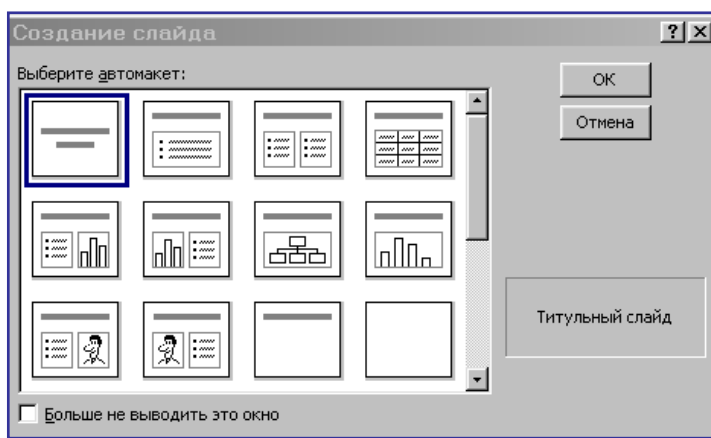 Создание слайда
Выберите автомакет:
ОК
Отмена
Титульный слайд
Больше не выводить это окно